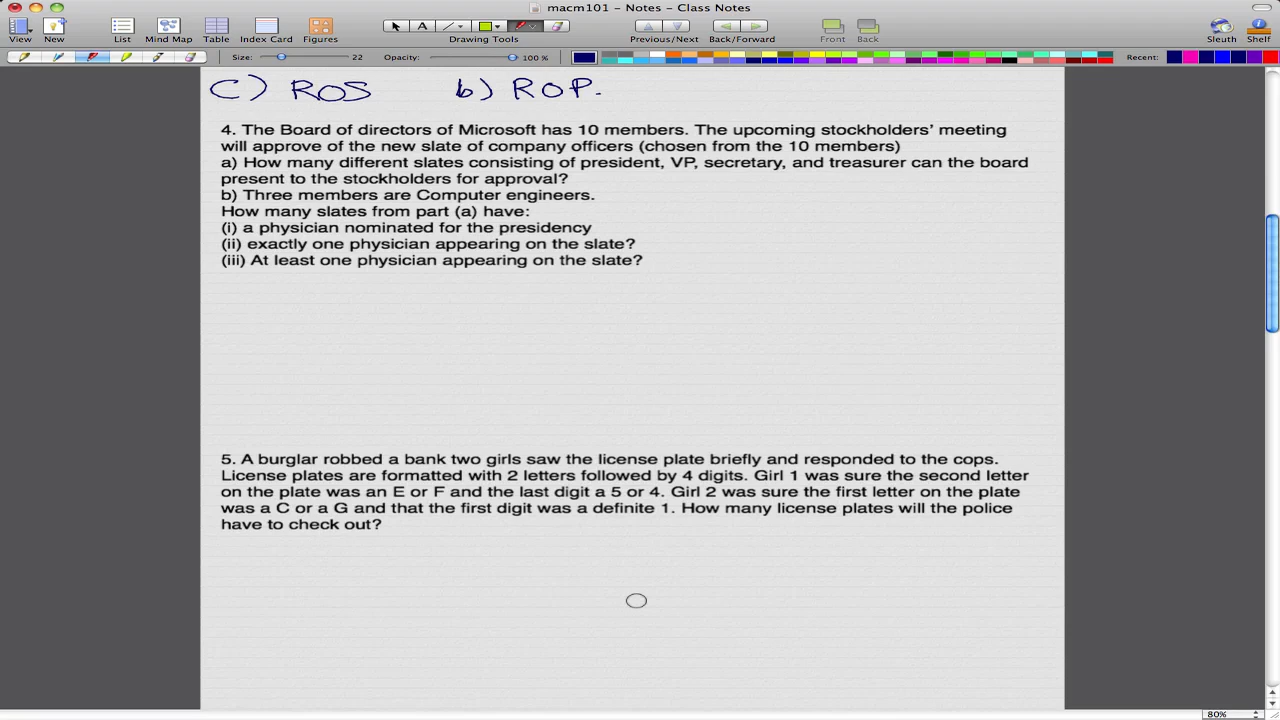 macm101 - Notes - Class Notes
View New List Mind Map Table Index Card Figures Drawing Tools Previous/Next Back/Forward Front Back Sleuth Shelf
A
Size: 22 Opacity: 100 % Recent:
C) ROS b) ROP.
4. The Board of directors of Microsoft has 10 members. The upcoming stockholders' meeting
will approve of the new slate of company officers (chosen from the 10 members)
a) How many different slates consisting of president, VP, secretary, and treasurer can the board
present to the stockholders for approval?
b) Three members are Computer engineers.
How many slates from part (a) have:
(i) a physician nominated for the presidency
(ii) exactly one physician appearing on the slate?
(iii) At least one physician appearing on the slate?
5. A burglar robbed a bank two girls saw the license plate briefly and responded to the cops.
License plates are formatted with 2 letters followed by 4 digits. Girl 1 was sure the second letter
on the plate was an E or F and the last digit a 5 or 4. Girl 2 was sure the first letter on the plate
was a C or a G and that the first digit was a definite 1. How many license plates will the police
have to check out?
80%